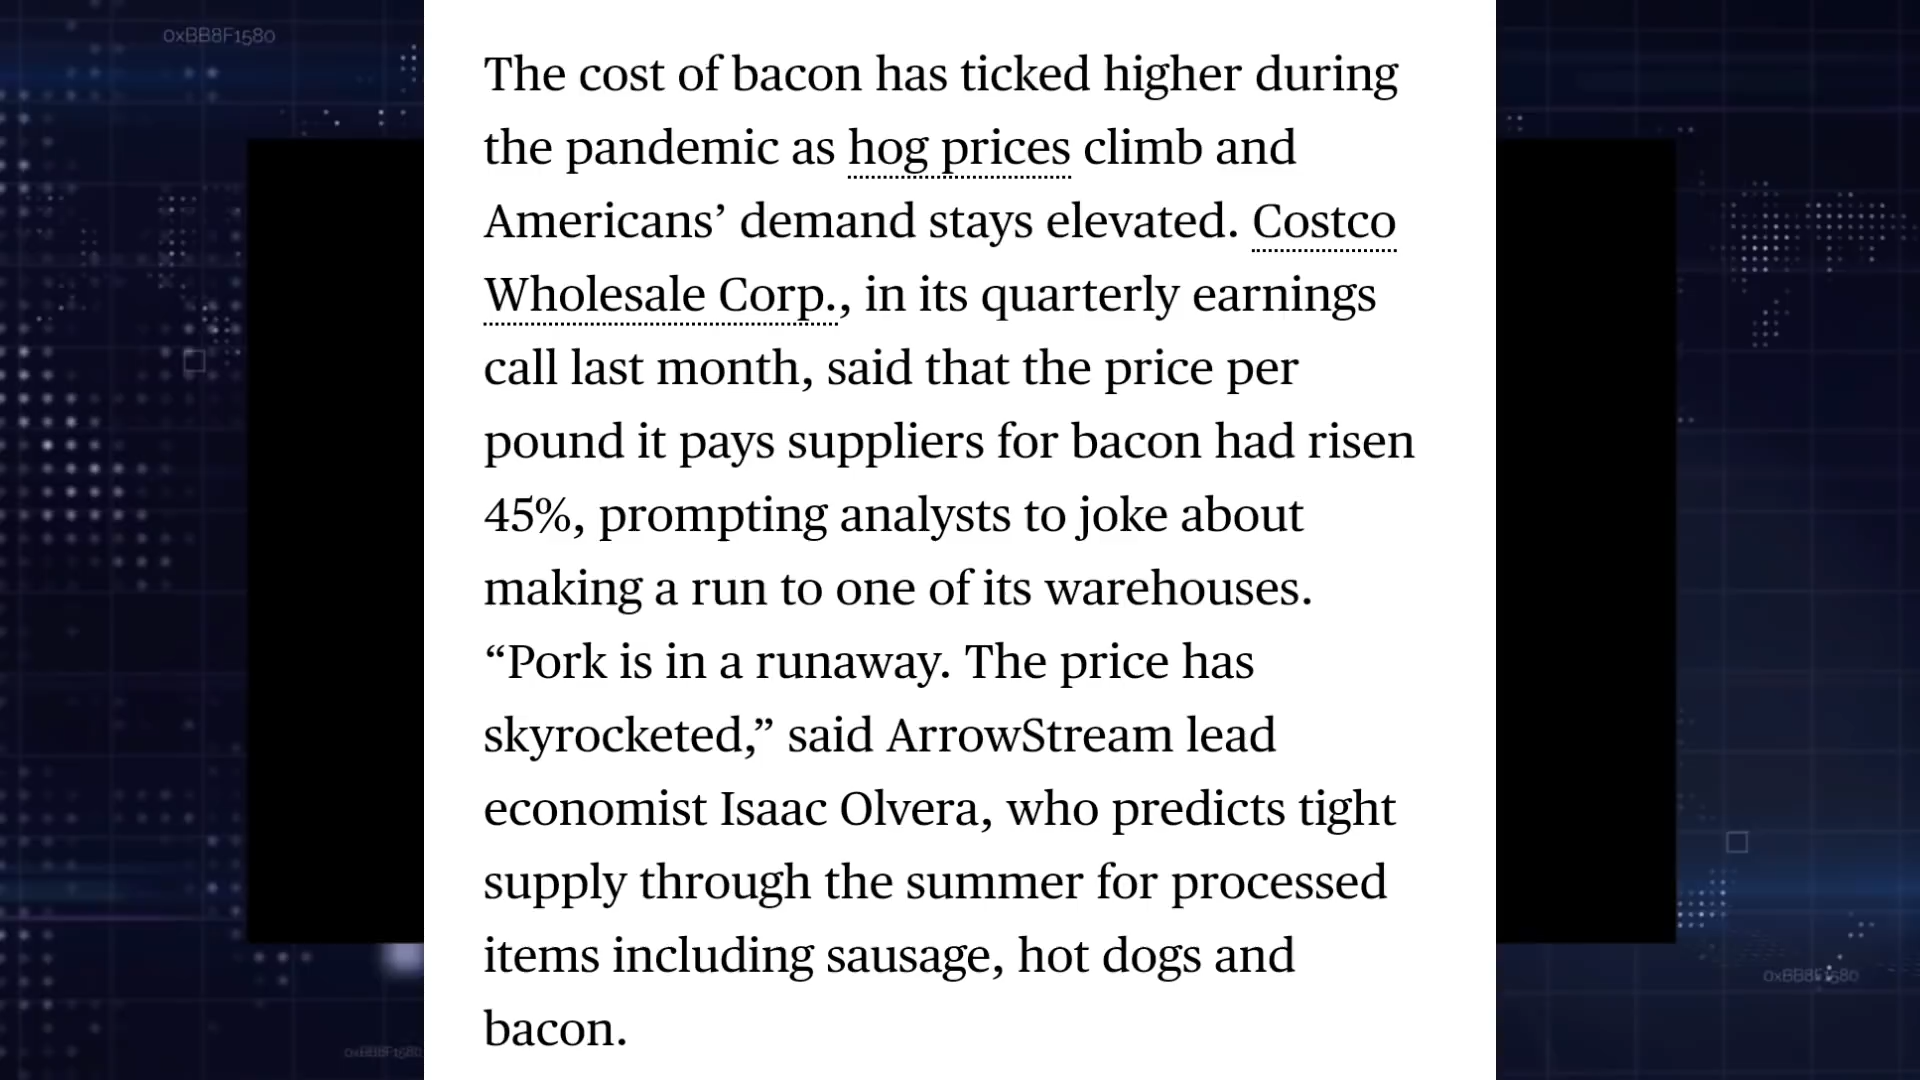 0xBB8F1580
The cost of bacon has ticked higher during
the pandemic as hog prices climb and
Americans’ demand stays elevated. Costco
Wholesale Corp., in its quarterly earnings
call last month, said that the price per
pound it pays suppliers for bacon had risen
45%, prompting analysts to joke about
making a run to one of its warehouses.
“Pork is in a runaway. The price has
skyrocketed,” said ArrowStream lead
economist Isaac Olvera, who predicts tight
supply through the summer for processed
items including sausage, hot dogs and
bacon.
0xBB8F1580
0xBB8F1580